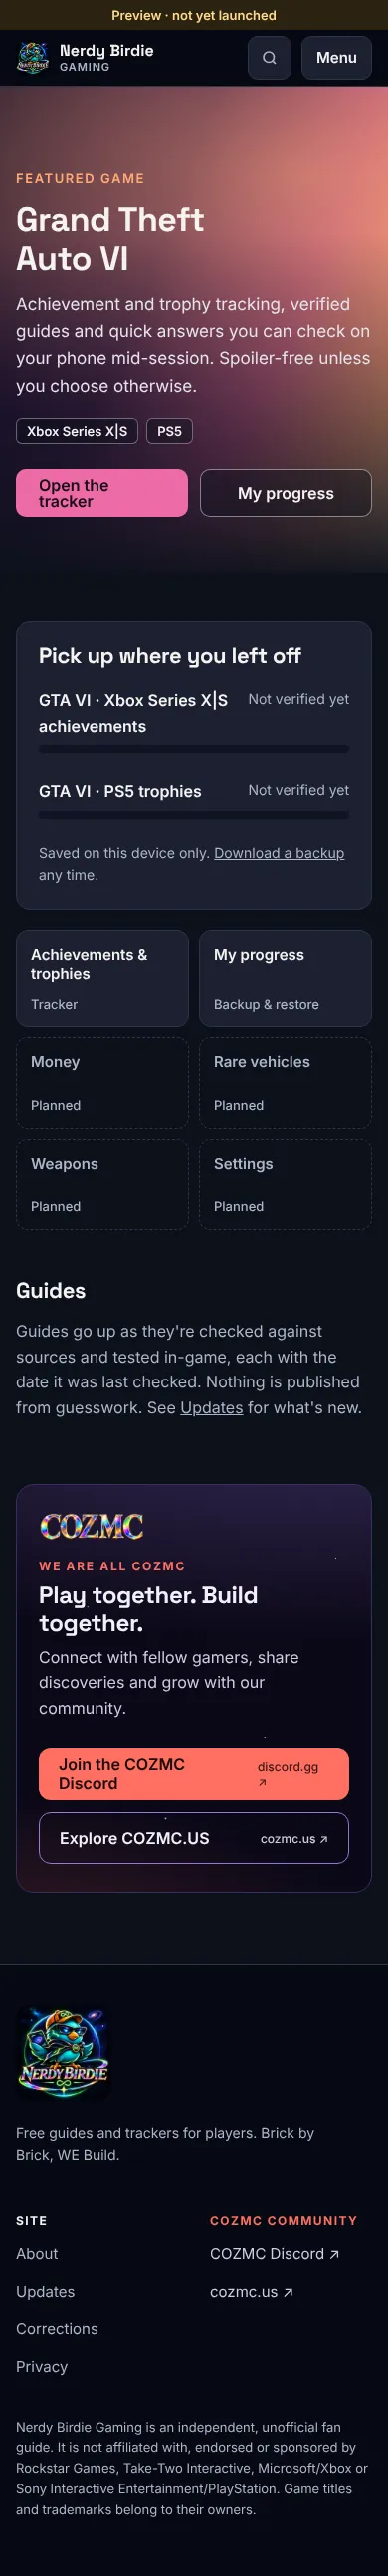 Preview · not yet launched
Nerdy Birdie
GAMING
Menu
FEATURED GAME
Grand Theft
Auto VI
Achievement and trophy tracking, verified
guides and quick answers you can check on
your phone mid-session. Spoiler-free unless
you choose otherwise.
Xbox Series X|S
PS5
Open the
tracker
My progress
Pick up where you left off
GTA VI · Xbox Series X|S
achievements
Not verified yet
GTA VI · PS5 trophies
Not verified yet
Saved on this device only. Download a backup
any time.
Achievements &
trophies
Tracker
My progress
Backup & restore
Money
Planned
Rare vehicles
Planned
Weapons
Planned
Settings
Planned
Guides
Guides go up as they're checked against
sources and tested in-game, each with the
date it was last checked. Nothing is published
from guesswork. See Updates for what's new.
COZMC
WE ARE ALL COZMC
Play together. Build
together.
Connect with fellow gamers, share
discoveries and grow with our
community.
Join the COZMC
Discord
discord.gg
↗
Explore COZMC.US
cozmc.us ↗
NERDY BIRDIE
Free guides and trackers for players. Brick by
Brick, WE Build.
SITE
About
Updates
Corrections
Privacy
COZMC COMMUNITY
COZMC Discord ↗
cozmc.us ↗
Nerdy Birdie Gaming is an independent, unofficial fan
guide. It is not affiliated with, endorsed or sponsored by
Rockstar Games, Take-Two Interactive, Microsoft/Xbox or
Sony Interactive Entertainment/PlayStation. Game titles
and trademarks belong to their owners.